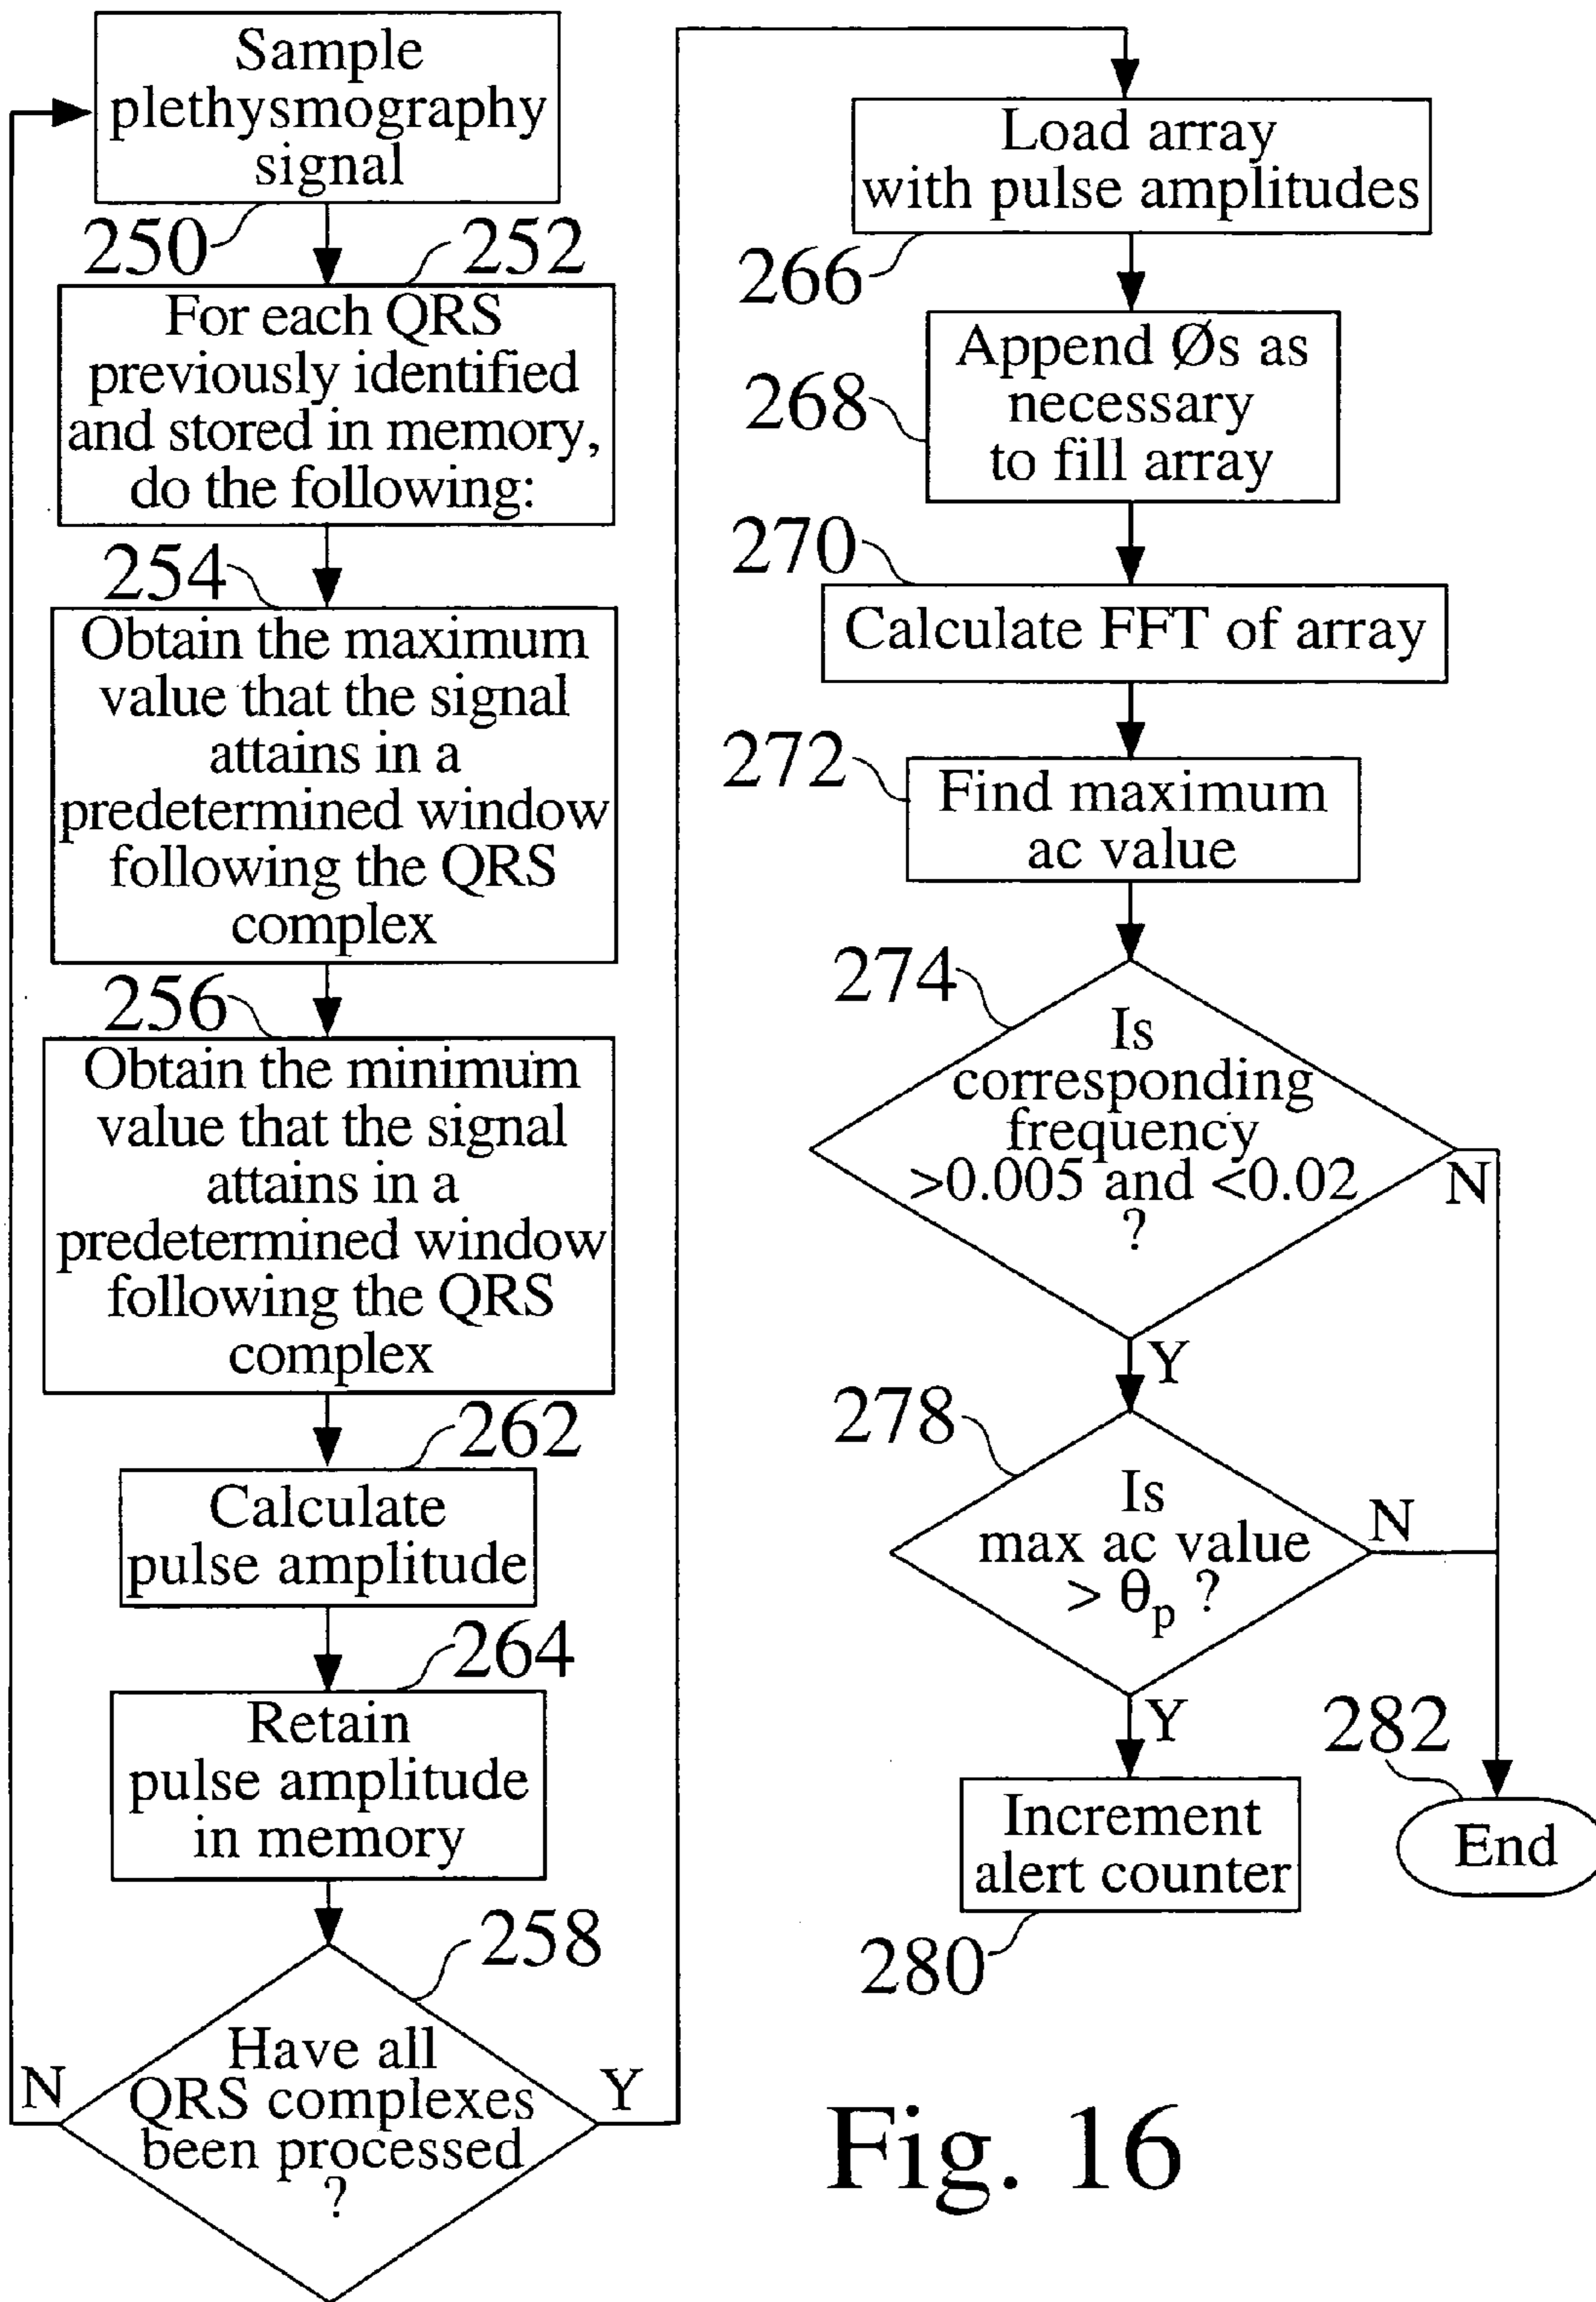 Sample
plethysmography
signal
250
252
For each QRS
previously identified
and stored in memory,
do the following:
254
Obtain the maximum
value that the signal
attains in a
predetermined window
following the QRS
complex
256
Obtain the minimum
value that the signal
attains in a
predetermined window
following the QRS
complex
262
Calculate
pulse amplitude
264
Retain
pulse amplitude
in memory
258
Have all
QRS complexes
been processed
?
N
Y
Load array
with pulse amplitudes
266
Append Øs as
necessary
to fill array
268
270
Calculate FFT of array
272
Find maximum
ac value
274
Is
corresponding
frequency
>0.005 and <0.02
?
N
Y
278
Is
max ac value
> θp ?
N
Y
Increment
alert counter
280
282
End
Fig. 16